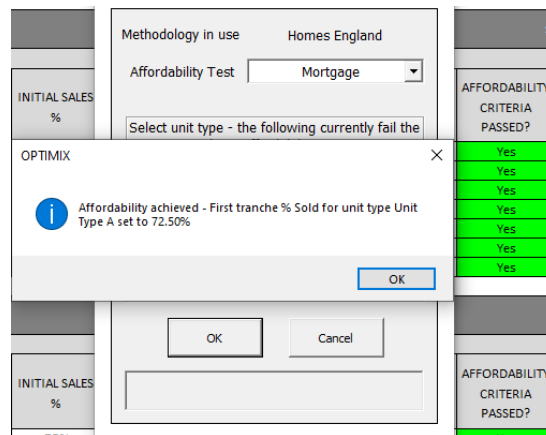 Methodology in use Homes England
Affordability Test Mortgage
INITIAL SALES
%
AFFORDABILITY
CRITERIA
PASSED?
Select unit type - the following currently fail the
OPTIMIX
Affordability achieved - First tranche % Sold for unit type Unit
Type A set to 72.50%
OK
Yes
Yes
Yes
Yes
Yes
Yes
Yes
OK Cancel
INITIAL SALES
%
AFFORDABILITY
CRITERIA
PASSED?